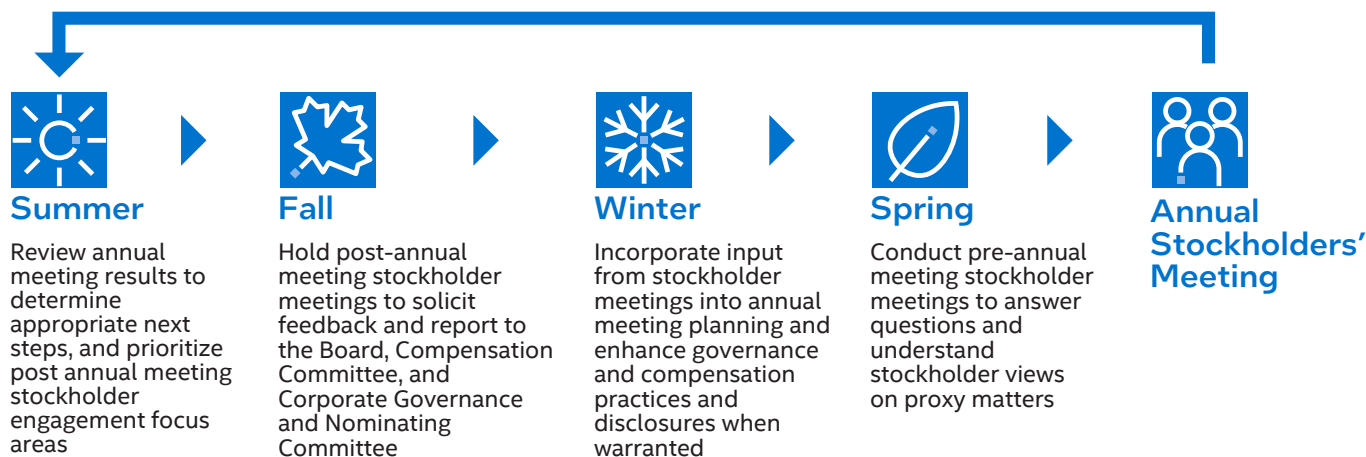 Summer
Review annual
meeting results to
determine
appropriate next
steps, and prioritize
post annual meeting
stockholder
engagement focus
areas
Fall
Hold post-annual
meeting stockholder
meetings to solicit
feedback and report to
the Board, Compensation
Committee, and
Corporate Governance
and Nominating
Committee
Winter
Incorporate input
from stockholder
meetings into annual
meeting planning and
enhance governance
and compensation
practices and
disclosures when
warranted
Spring
Conduct pre-annual
meeting stockholder
meetings to answer
questions and
understand
stockholder views
on proxy matters
Annual
Stockholders’
Meeting